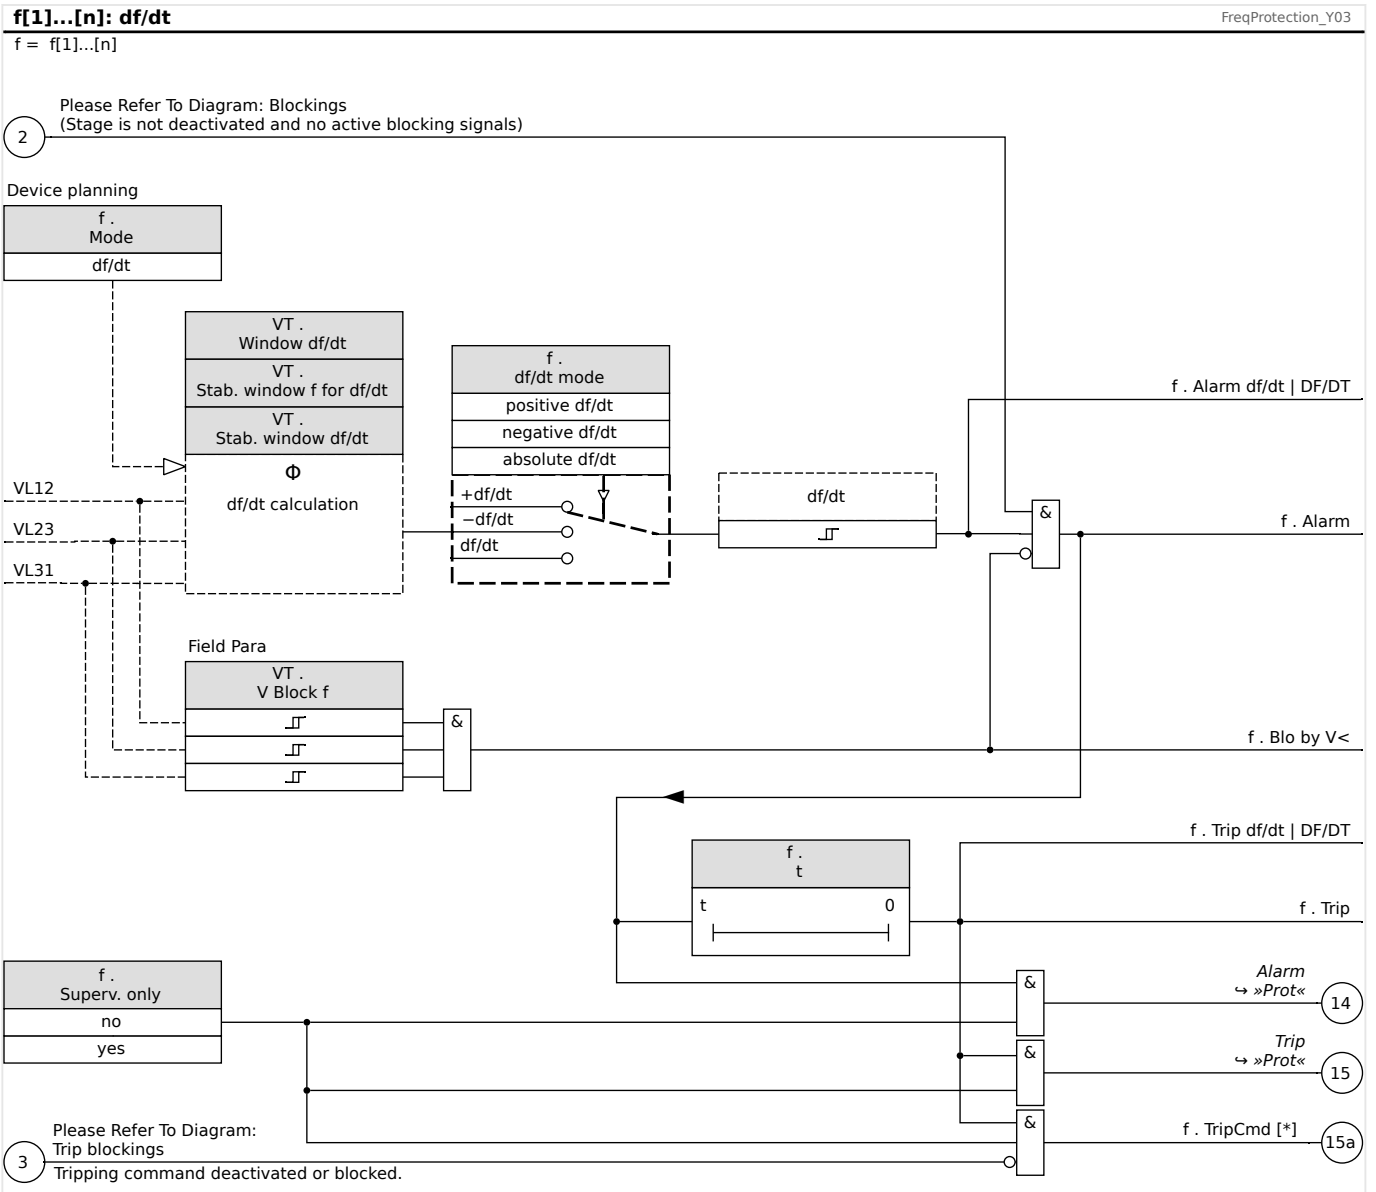 f[1]...[n]: df/dt
FreqProtection_Y03
f = f[1]...[n]
Please Refer To Diagram: Blockings
(Stage is not deactivated and no active blocking signals)
2
Device planning
f .
Mode
df/dt
VT .
Window df/dt
VT .
Stab. window f for df/dt
VT .
Stab. window df/dt
Φ
df/dt calculation
f .
df/dt mode
positive df/dt
negative df/dt
absolute df/dt
+df/dt
−df/dt
df/dt
df/dt
f . Alarm df/dt | DF/DT
&
f . Alarm
VL12
VL23
VL31
Field Para
VT .
V Block f
&
f . Blo by V<
f . Trip df/dt | DF/DT
f .
t
t 0
f . Trip
f .
Superv. only
no
yes
&
Alarm
↪ »Prot«
14
&
Trip
↪ »Prot«
15
&
f . TripCmd [*]
15a
Please Refer To Diagram:
Trip blockings
3
Tripping command deactivated or blocked.